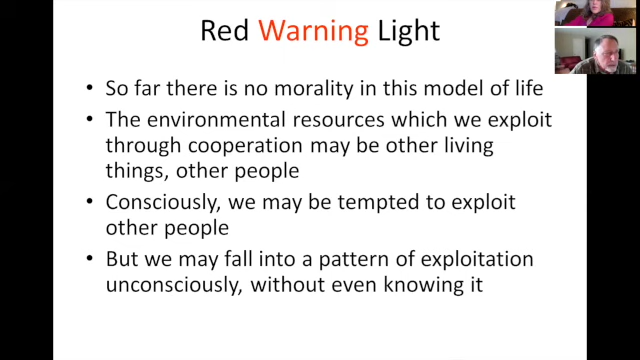 Red Warning Light
• So far there is no morality in this model of life
• The environmental resources which we exploit
through cooperation may be other living
things, other people
• Consciously, we may be tempted to exploit
other people
• But we may fall into a pattern of exploitation
unconsciously, without even knowing it